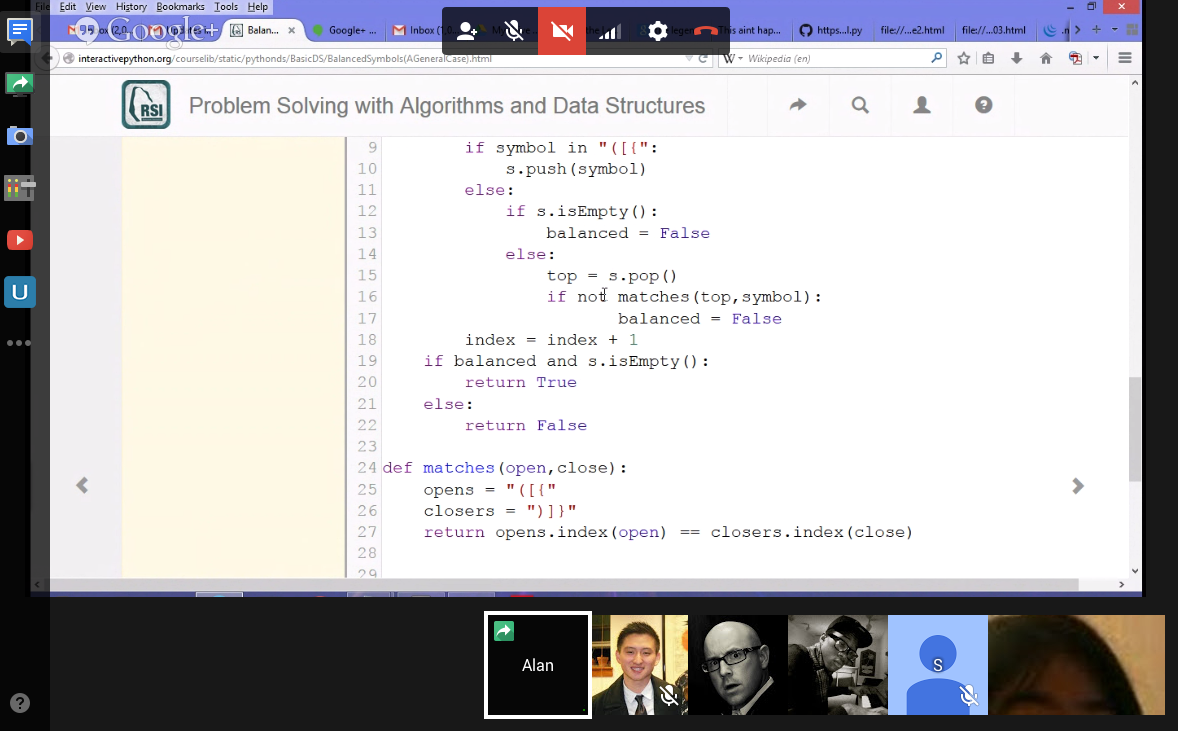 File Edit View History Bookmarks Tools Help
Google+
Balan...
Google+ ...
Inbox
This aint hap...
https...l.py
file://...e2.html
file://...03.html
interactivepython.org/courselib/static/pythonds/BasicDS/BalancedSymbols(AGeneralCase).html
W Wikipedia (en)
RSI
Problem Solving with Algorithms and Data Structures
9 if symbol in "([{":
10 s.push(symbol)
11 else:
12 if s.isEmpty():
13 balanced = False
14 else:
15 top = s.pop()
16 if not matches(top,symbol):
17 balanced = False
18 index = index + 1
19 if balanced and s.isEmpty():
20 return True
21 else:
22 return False
23
24 def matches(open,close):
25 opens = "([{"
26 closers = ")]}"
27 return opens.index(open) == closers.index(close)
28
29
U
Alan
S